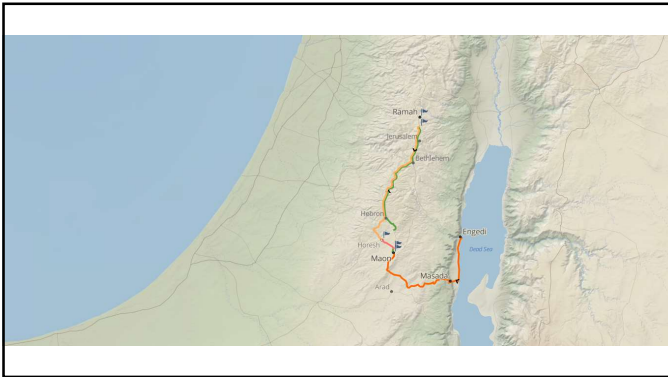 Ramah
Jerusalem
Bethlehem
Hebron
Engedi
Horesh
Dead Sea
Maon
Masada
Arad